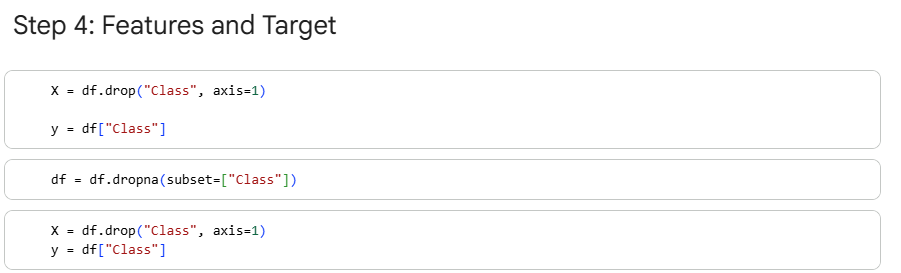 Step 4: Features and Target
X = df.drop("Class", axis=1)
y = df["Class"]
df = df.dropna(subset=["Class"])
X = df.drop("Class", axis=1)
y = df["Class"]